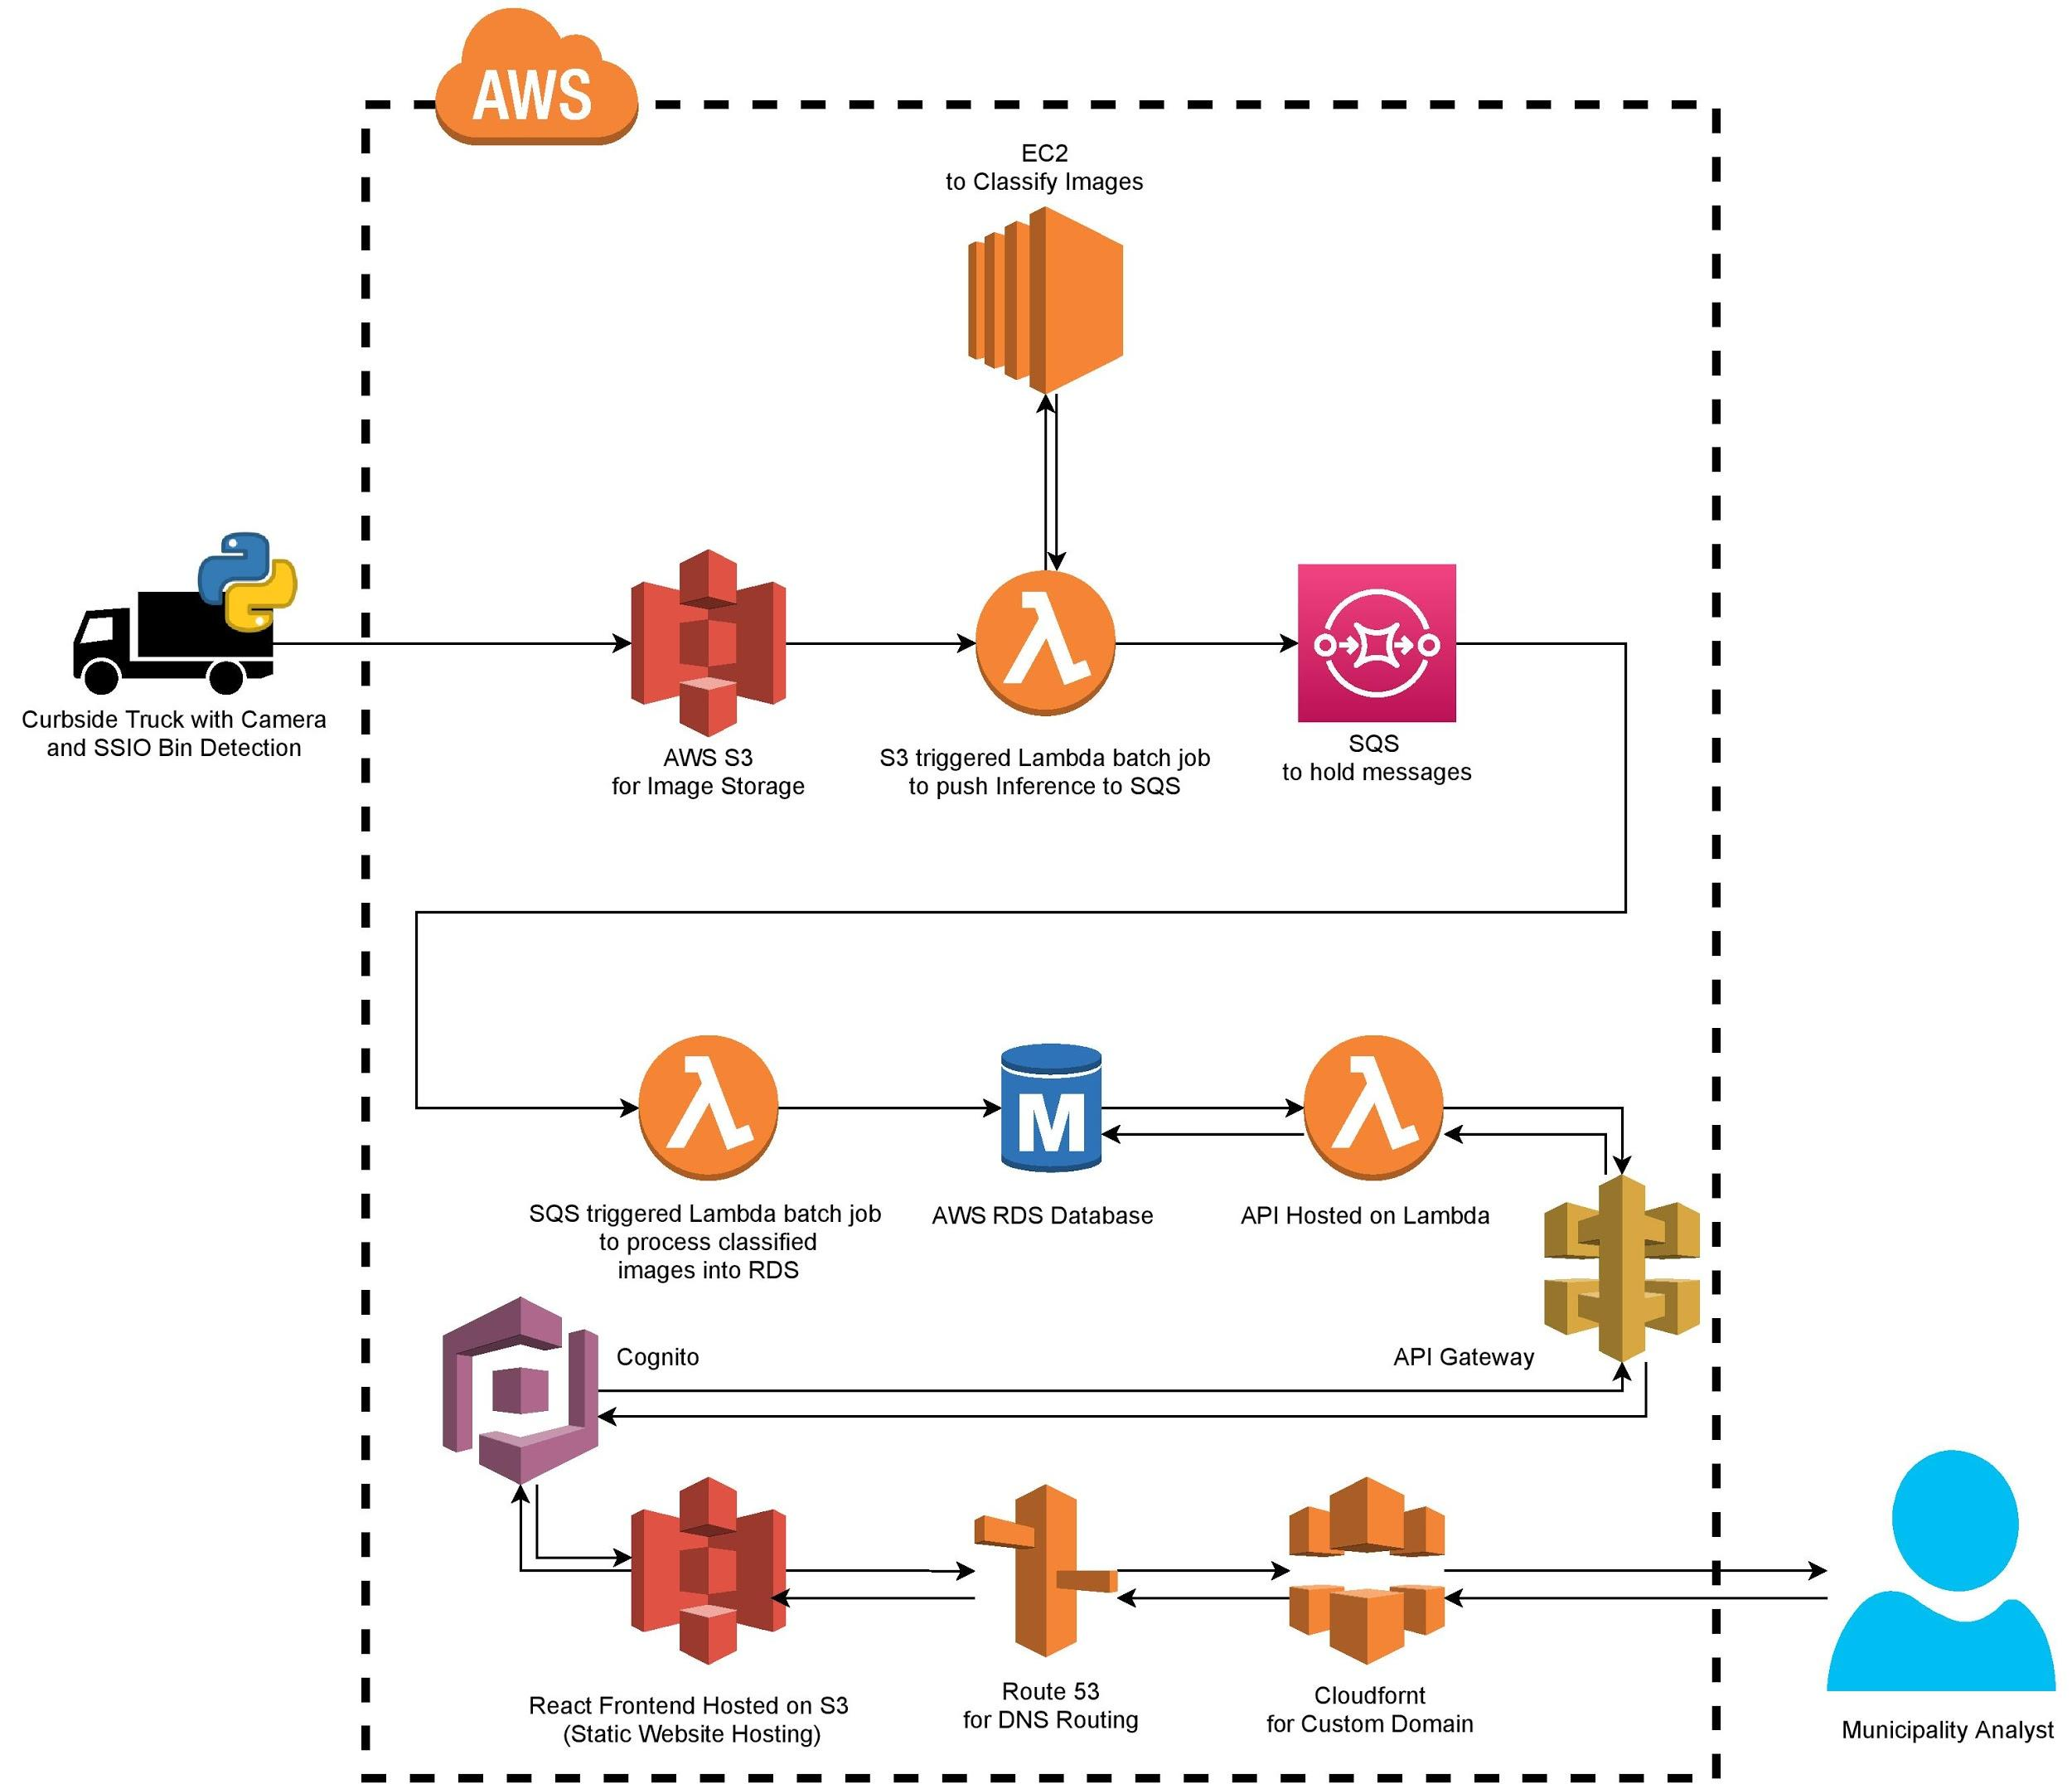 AWS
EC2
to Classify Images
Curbside Truck with Camera
and SSIO Bin Detection
AWS S3
for Image Storage
S3 triggered Lambda batch job
to push Inference to SQS
SQS
to hold messages
SQS triggered Lambda batch job
to process classified
images into RDS
M
AWS RDS Database
API Hosted on Lambda
Cognito
API Gateway
React Frontend Hosted on S3
(Static Website Hosting)
Route 53
for DNS Routing
Cloudfornt
for Custom Domain
Municipality Analyst